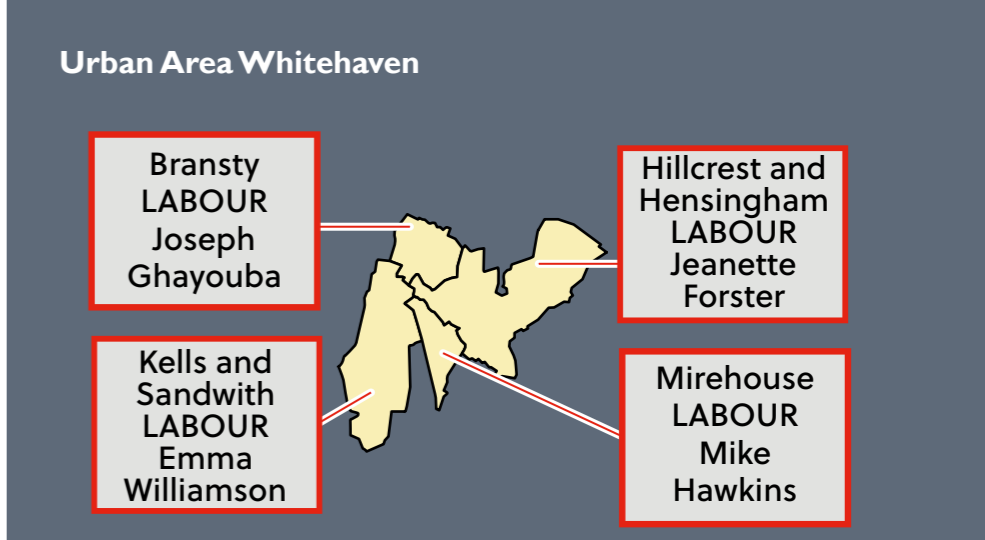 Urban Area Whitehaven
Bransty
LABOUR
Joseph
Ghayouba
Hillcrest and
Hensingham
LABOUR
Jeanette
Forster
Kells and
Sandwith
LABOUR
Emma
Williamson
Mirehouse
LABOUR
Mike
Hawkins